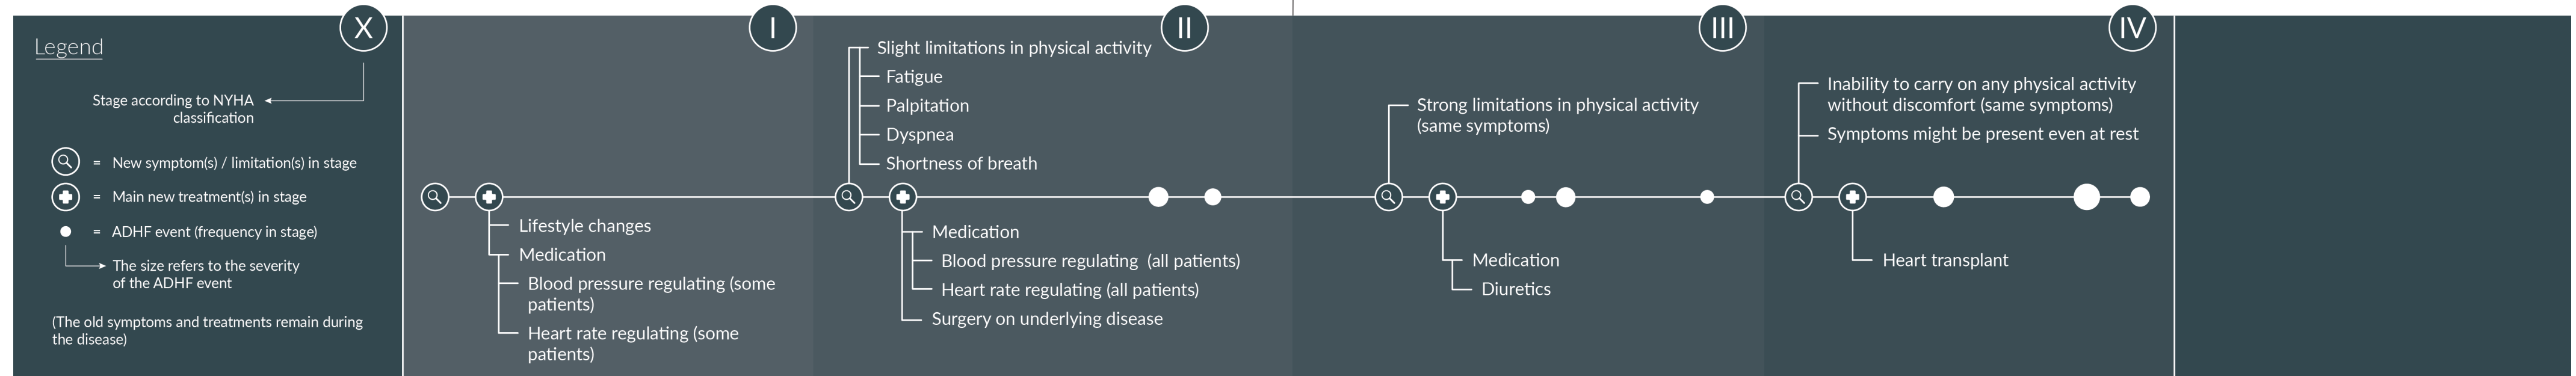 Legend
X
Stage according to NYHA
classification
= New symptom(s) / limitation(s) in stage
= Main new treatment(s) in stage
= ADHF event (frequency in stage)
The size refers to the severity
of the ADHF event
(The old symptoms and treatments remain during
the disease)
I
Lifestyle changes
Medication
Blood pressure regulating (some
patients)
Heart rate regulating (some
patients)
II
Slight limitations in physical activity
Fatigue
Palpitation
Dyspnea
Shortness of breath
Medication
Blood pressure regulating (all patients)
Heart rate regulating (all patients)
Surgery on underlying disease
III
Strong limitations in physical activity
(same symptoms)
Medication
Diuretics
IV
Inability to carry on any physical activity
without discomfort (same symptoms)
Symptoms might be present even at rest
Heart transplant